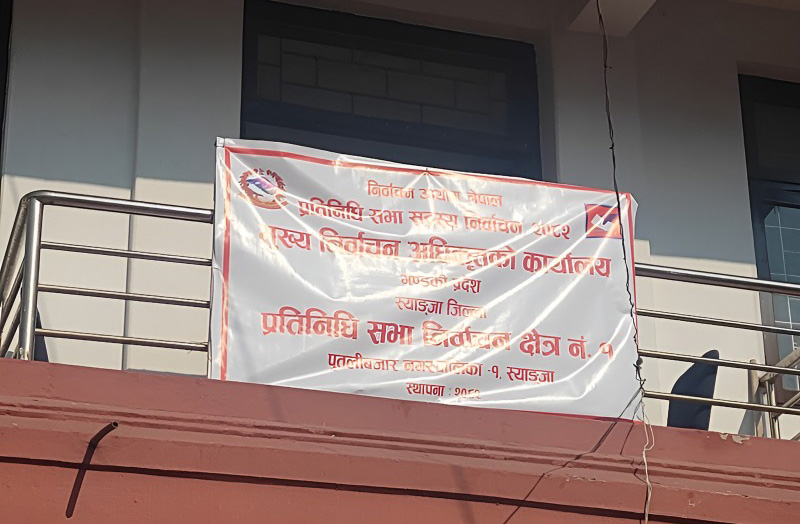 निर्वाचन आयोग नेपाल
प्रतिनिधि सभा सदस्य निर्वाचन २०८२
मुख्य निर्वाचन अधिकृतको कार्यालय
गण्डकी प्रदेश
स्याङ्जा जिल्ला
प्रतिनिधि सभा निर्वाचन क्षेत्र नं. १
पुतलीबजार नगरपालिका -१, स्याङ्जा
स्थापना : २०८२